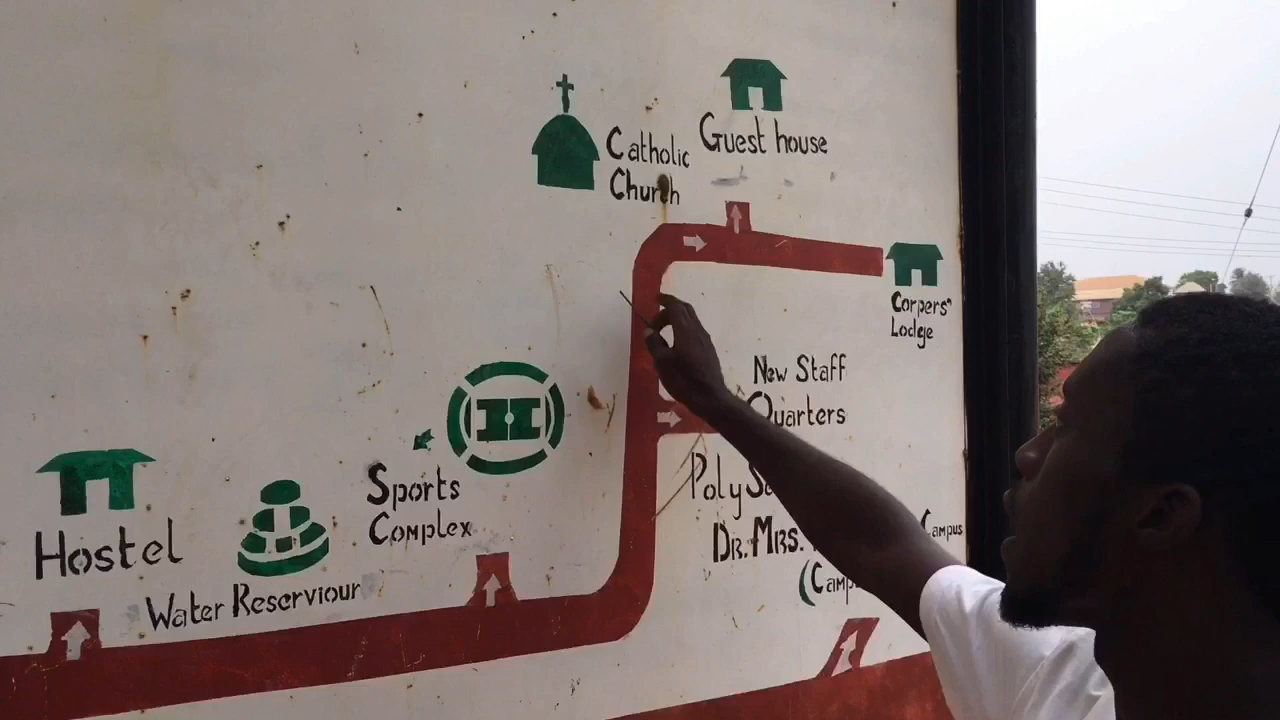 Guest house
Catholic
Church
Corpers'
Lodge
New Staff
Quarters
Sports
Complex
Hostel
Water Reserviour
Poly
Dr. Mrs.
Campus